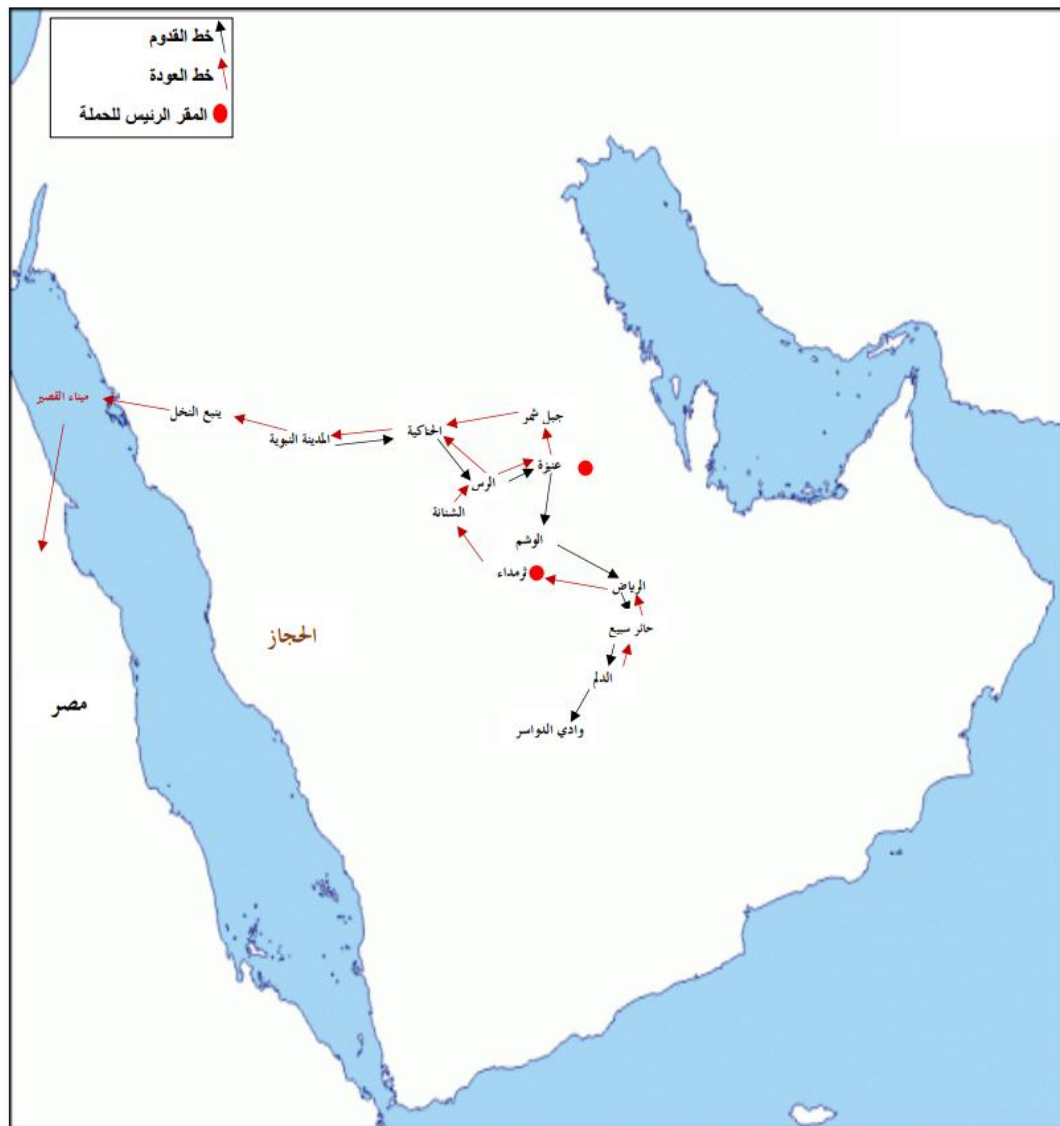 خط القدوم
خط العودة
المقر الرئيس للحملة
ميناء القصير
ينبع النخل
المدينة النبوية
الحناكية
جبل شمر
عنيزة
الرس
الشنانة
الوشم
ثرمداء
الرياض
حائر سبيع
الحجاز
الدلم
مصر
وادي الدواسر